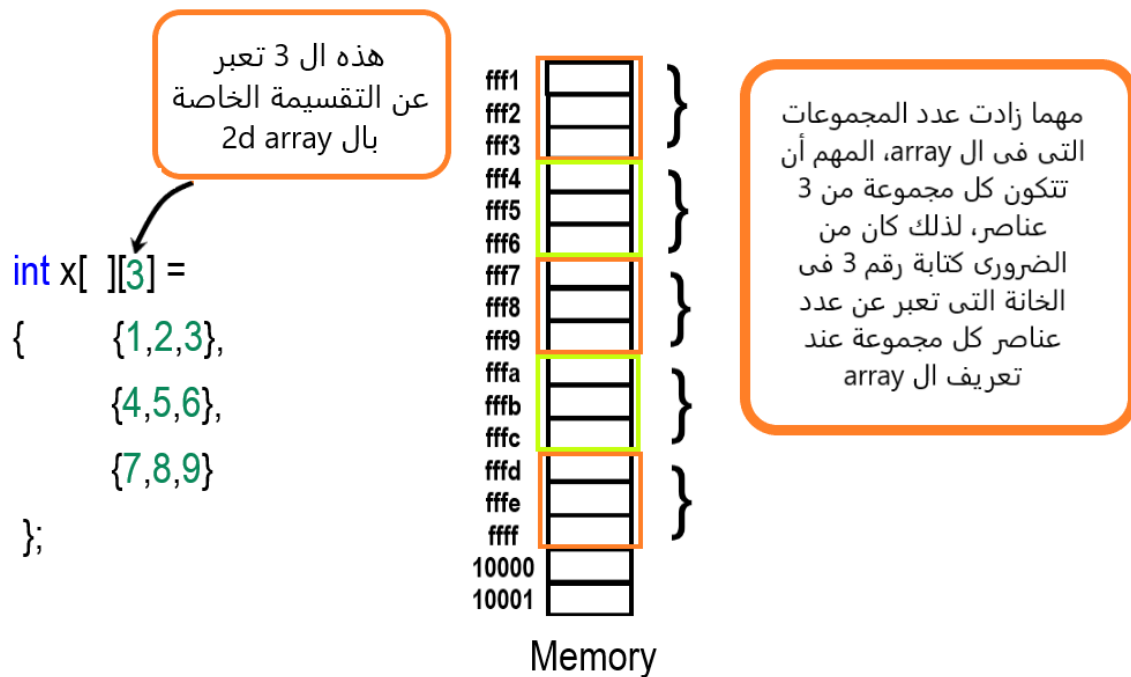 هذه ال 3 تعبر
عن التقسيمة الخاصة
بال 2d array
int x[ ][3] =
{ {1,2,3},
{4,5,6},
{7,8,9}
};
fff1
fff2
fff3
fff4
fff5
fff6
fff7
fff8
fff9
fffa
fffb
fffc
fffd
fffe
ffff
10000
10001
Memory
مهما زادت عدد المجموعات
التى فى ال array، المهم أن
تتكون كل مجموعة من 3
عناصر، لذلك كان من
الضرورى كتابة رقم 3 فى
الخانة التى تعبر عن عدد
عناصر كل مجموعة عند
تعريف ال array